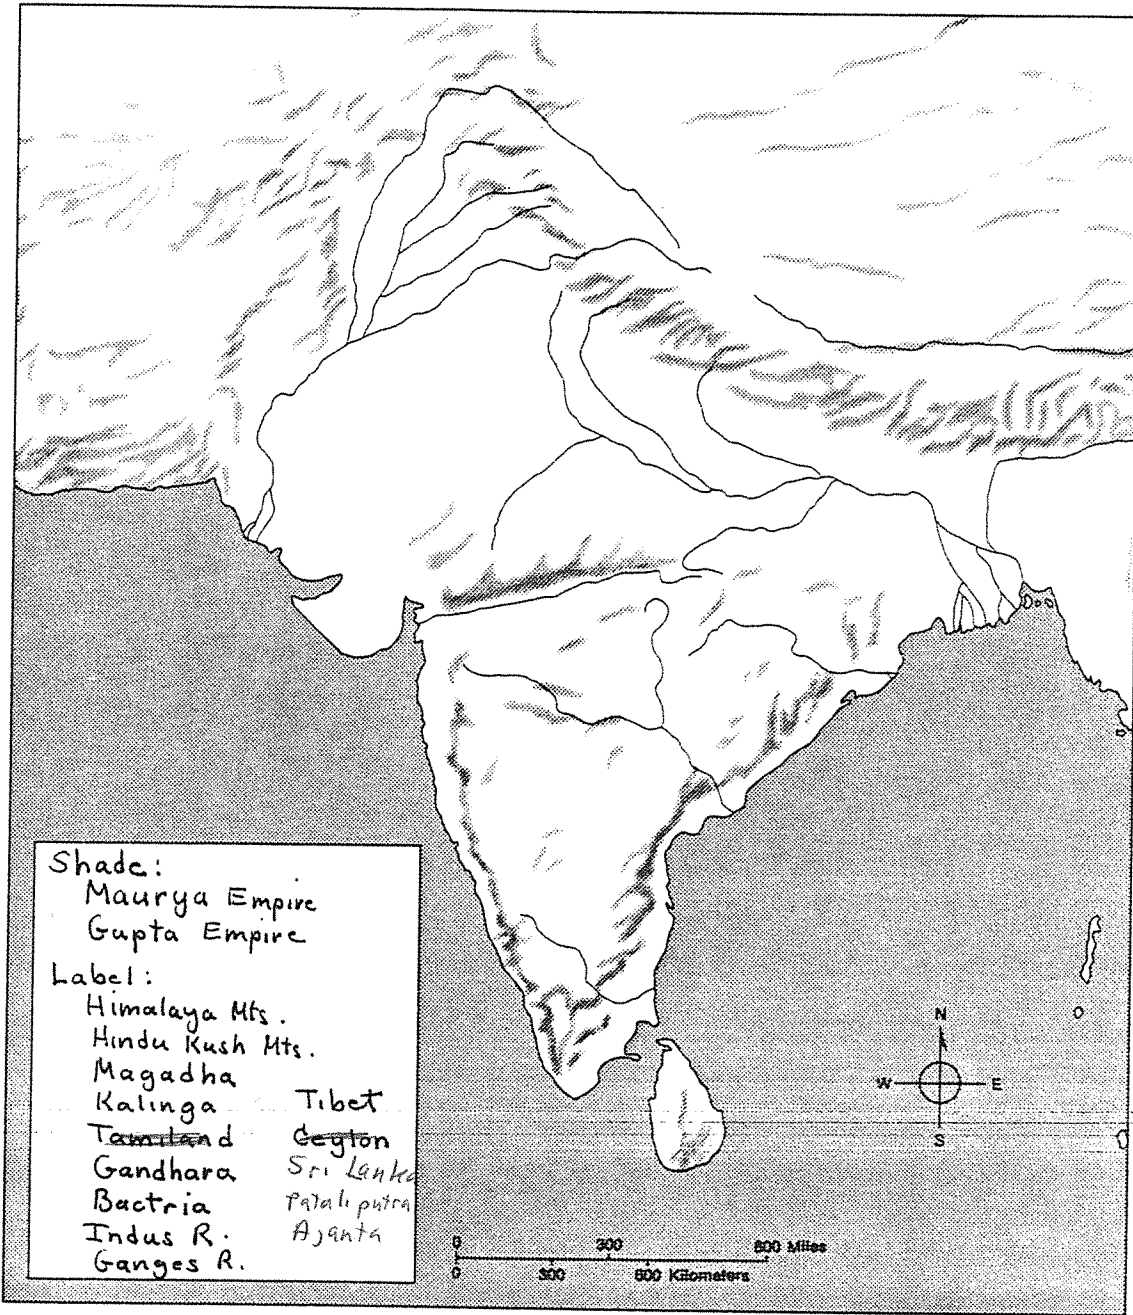 Shade:
Maurya Empire
Gupta Empire
Label:
Himalaya Mts.
Hindu Kush Mts.
Magadha
Kalinga Tibet
Tamiland Ceylon
Gandhara Sri Lanka
Bactria Pataliputra
Indus R. Ajanta
Ganges R.
N
W E
S
0 300 600 Miles
0 300 600 Kilometers